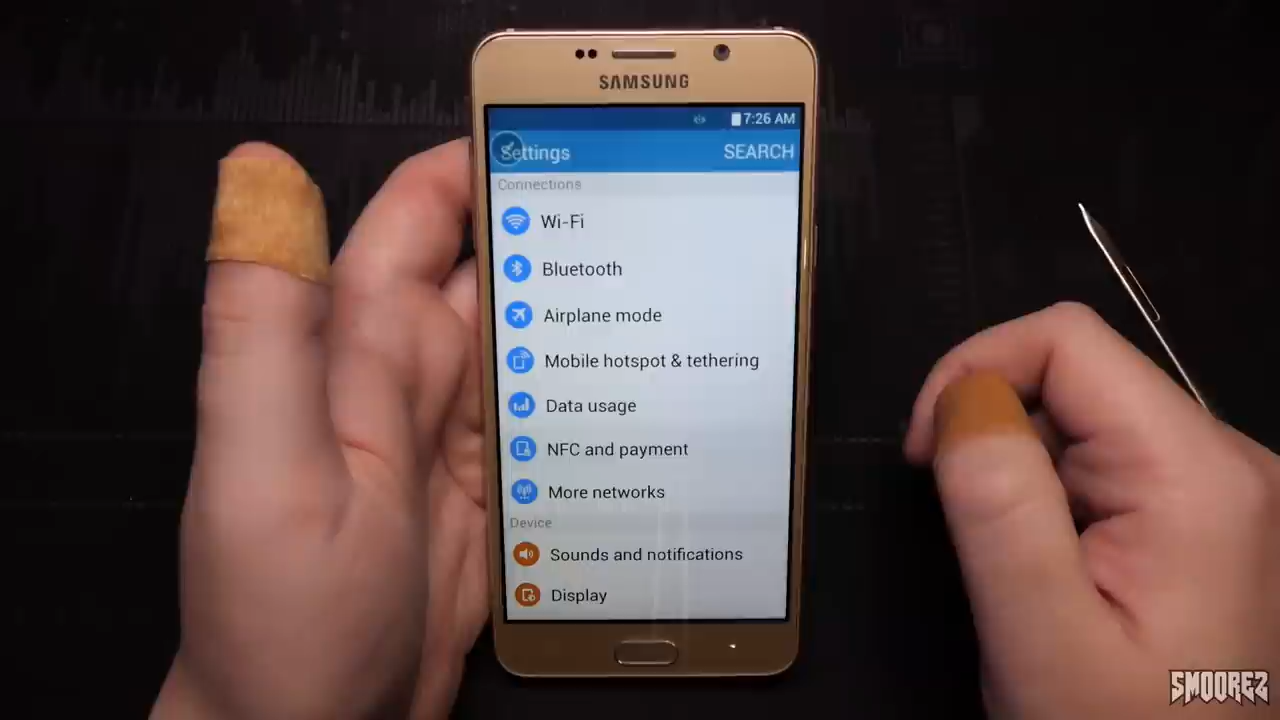 SAMSUNG
7:26 AM
Settings
SEARCH
Connections
Wi-Fi
Bluetooth
Airplane mode
Mobile hotspot & tethering
Data usage
NFC and payment
More networks
Device
Sounds and notifications
Display
SMOOREZ